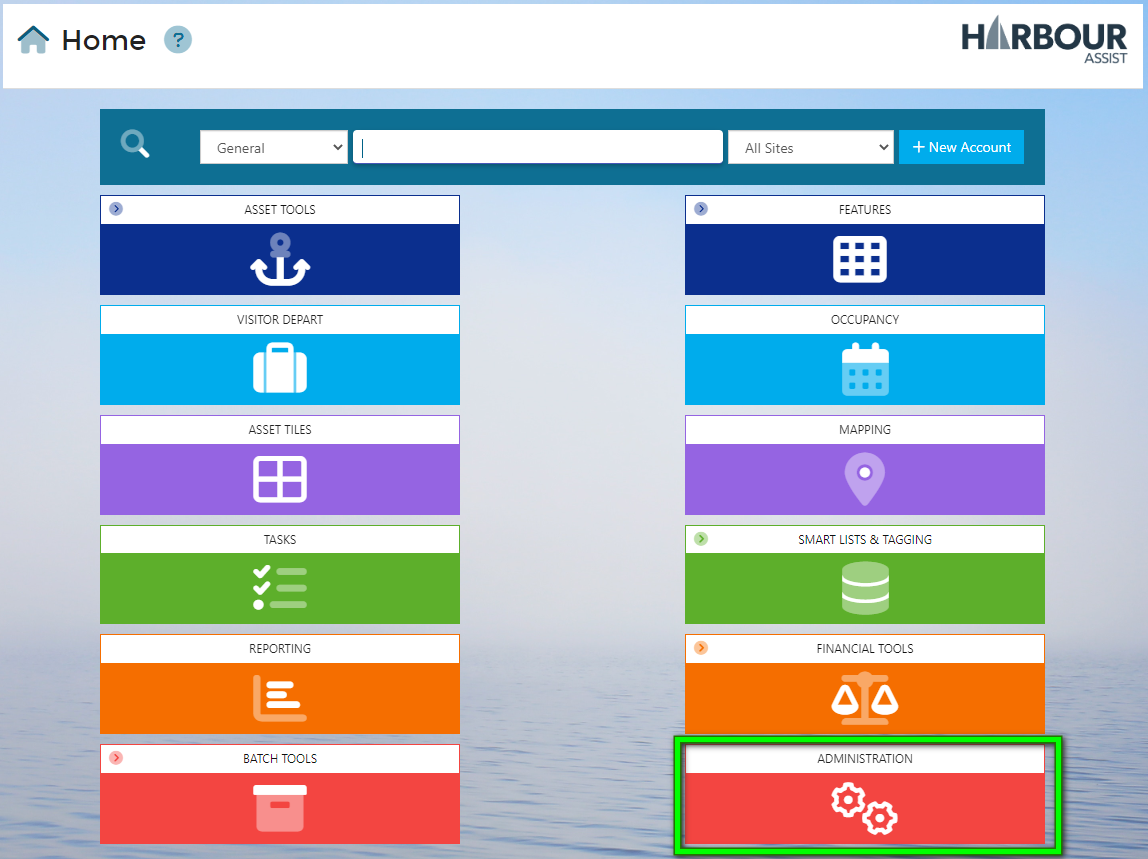 Home ?
HARBOUR
ASSIST
General
All Sites
+ New Account
ASSET TOOLS
FEATURES
VISITOR DEPART
OCCUPANCY
ASSET TILES
MAPPING
TASKS
SMART LISTS & TAGGING
REPORTING
FINANCIAL TOOLS
BATCH TOOLS
ADMINISTRATION